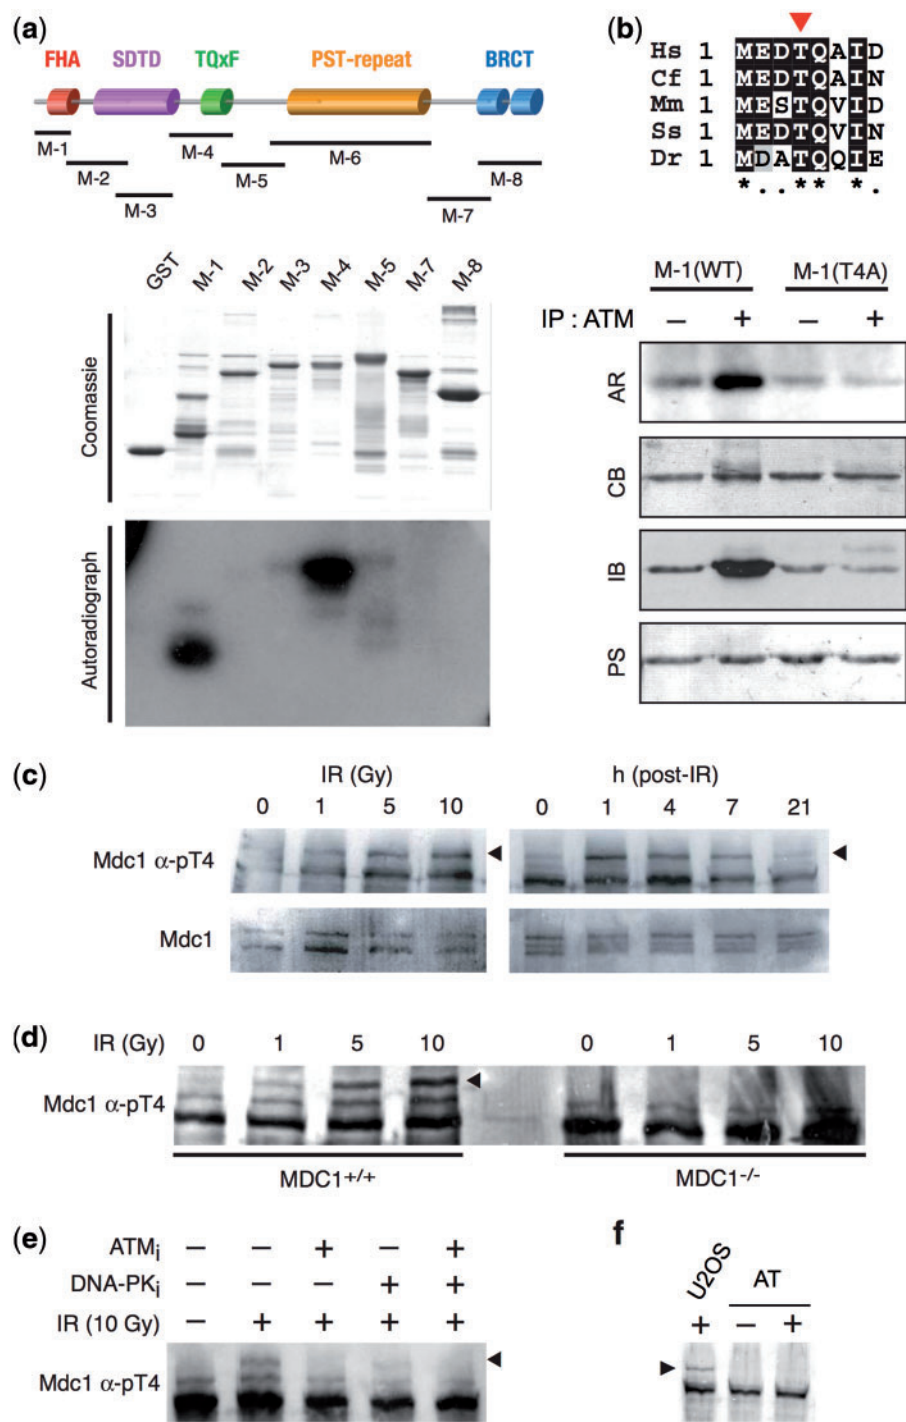 (a)
FHA SDTD TQxF PST-repeat BRCT
M-1
M-2
M-3
M-4
M-5
M-6
M-7
M-8
GST M-1 M-2 M-3 M-4 M-5 M-7 M-8
Coomassie
Autoradiograph
(b)
Hs 1 MEDTQAID
Cf 1 MEDTQAIN
Mm 1 MESTQVID
Ss 1 MEDTQVIN
Dr 1 MDATQQIE
*..** *.
M-1(WT) M-1(T4A)
IP : ATM − + − +
AR
CB
IB
PS
(c)
IR (Gy) h (post-IR)
0 1 5 10 0 1 4 7 21
Mdc1 α-pT4
Mdc1
(d)
IR (Gy) 0 1 5 10 0 1 5 10
Mdc1 α-pT4
MDC1+/+ MDC1-/-
(e)
ATMi − − + − +
DNA-PKi − − − + +
IR (10 Gy) − + + + +
Mdc1 α-pT4
f
U2OS AT
+ − +